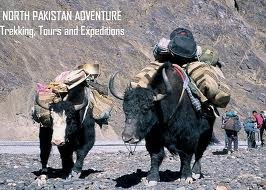 NORTH PAKISTAN ADVENTURE
Trekking, Tours and Expeditions